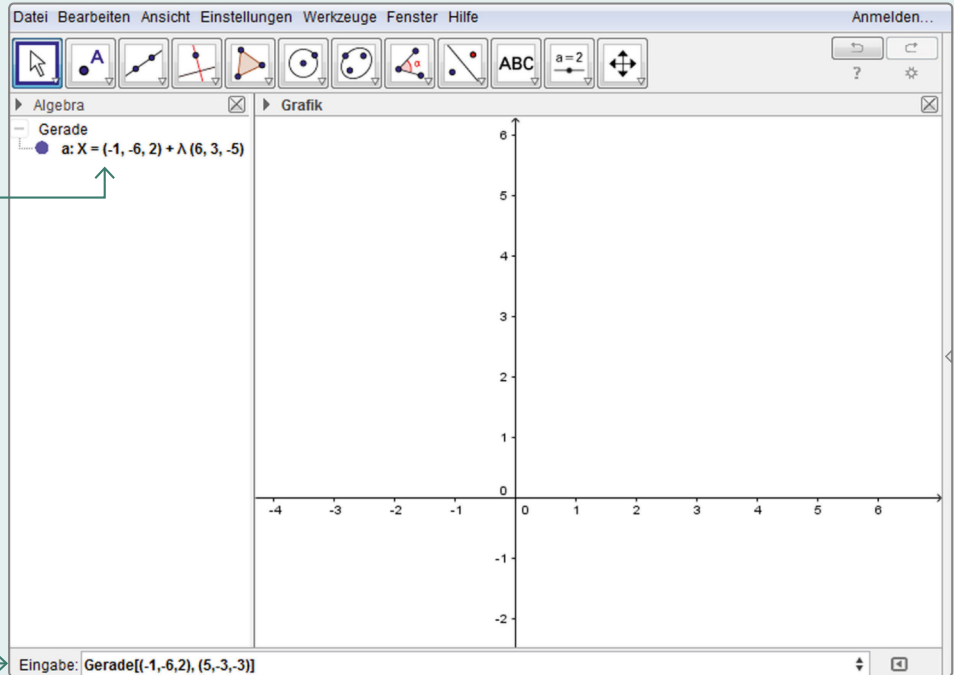 Datei Bearbeiten Ansicht Einstellungen Werkzeuge Fenster Hilfe Anmelden...
A α ABC a=2 ?
Algebra
Grafik
Gerade
a: X = (-1, -6, 2) + λ (6, 3, -5)
6
5
4
3
2
1
0
-4 -3 -2 -1 0 1 2 3 4 5 6
-1
-2
Eingabe: Gerade[(-1,-6,2), (5,-3,-3)]